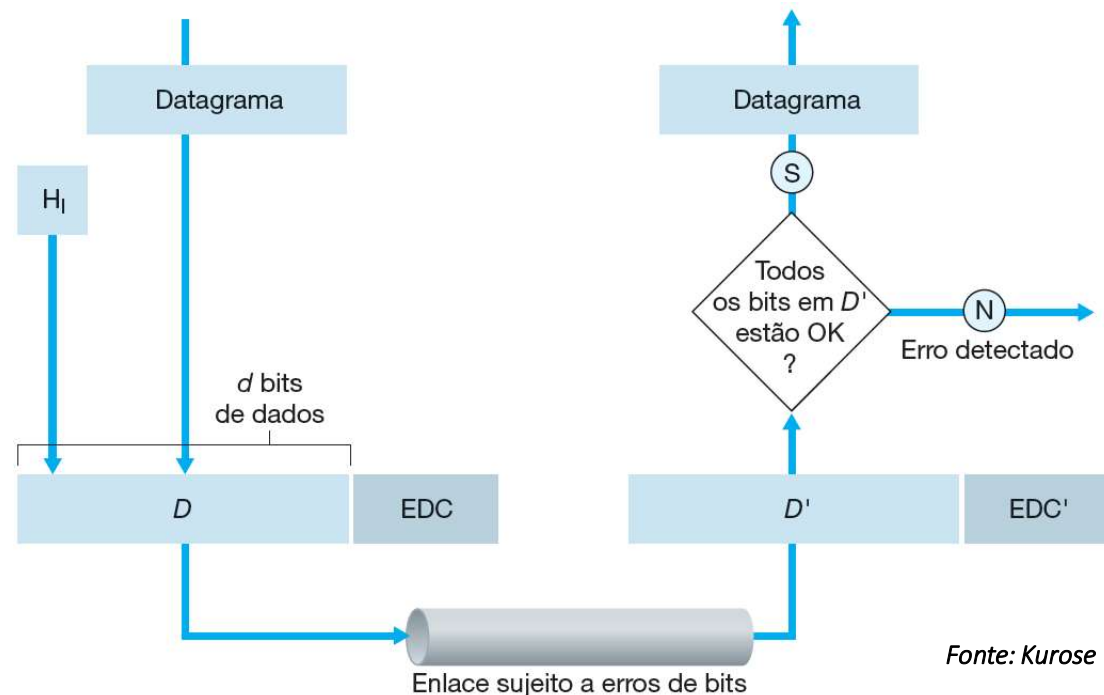 Datagrama
H_l
d bits
de dados
D
EDC
Enlace sujeito a erros de bits
Datagrama
S
Todos
os bits em D'
estão OK
?
N
Erro detectado
D'
EDC'
Fonte: Kurose